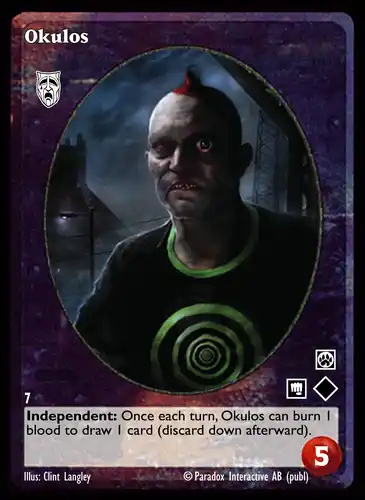 Okulos
7
Independent: Once each turn, Okulos can burn 1
blood to draw 1 card (discard down afterward).
5
Illus: Clint Langley
© Paradox Interactive AB (publ)